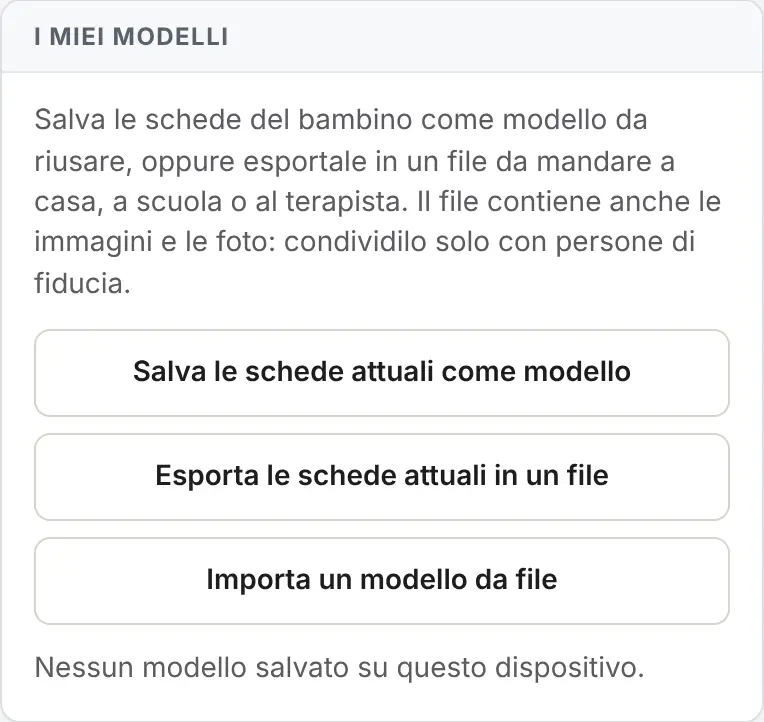 I MIEI MODELLI
Salva le schede del bambino come modello da
riusare, oppure esportale in un file da mandare a
casa, a scuola o al terapista. Il file contiene anche le
immagini e le foto: condividilo solo con persone di
fiducia.
Salva le schede attuali come modello
Esporta le schede attuali in un file
Importa un modello da file
Nessun modello salvato su questo dispositivo.